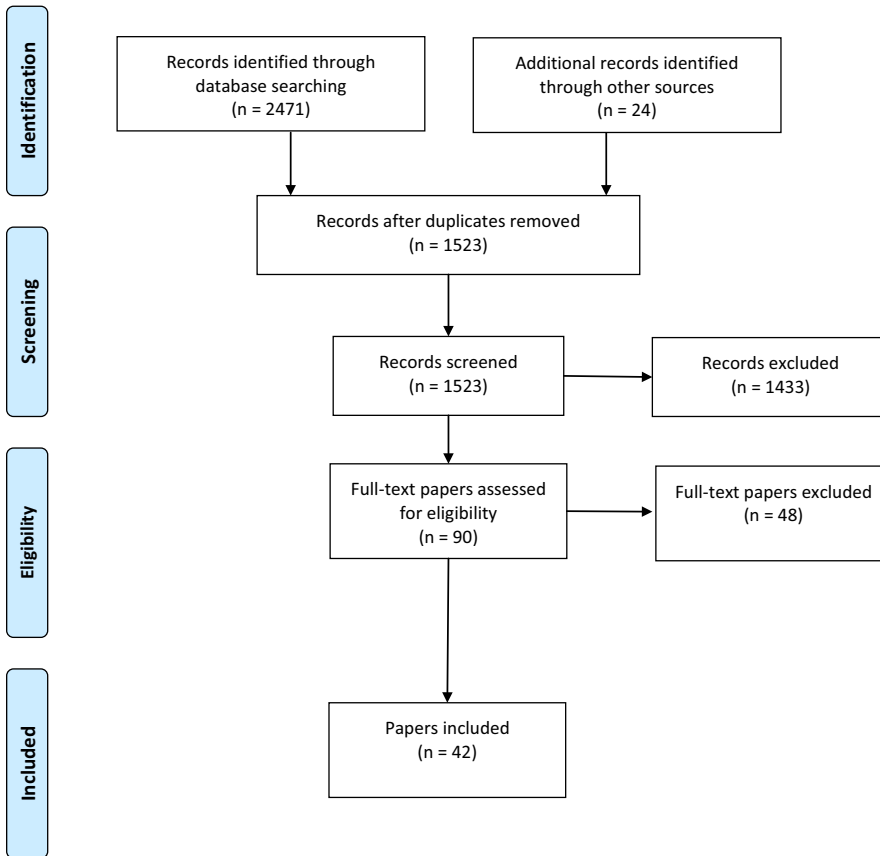 Identification
Records identified through
database searching
(n = 2471)
Additional records identified
through other sources
(n = 24)
Records after duplicates removed
(n = 1523)
Screening
Records screened
(n = 1523)
Records excluded
(n = 1433)
Eligibility
Full-text papers assessed
for eligibility
(n = 90)
Full-text papers excluded
(n = 48)
Included
Papers included
(n = 42)